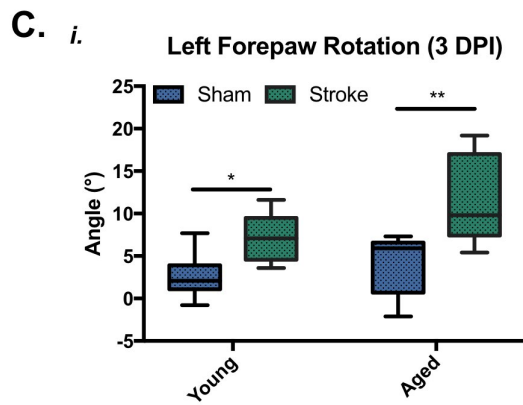 C. i.
Left Forepaw Rotation (3 DPI)
Sham Stroke
Angle (°)
25
20
15
10
5
0
-5
*
**
Young
Aged